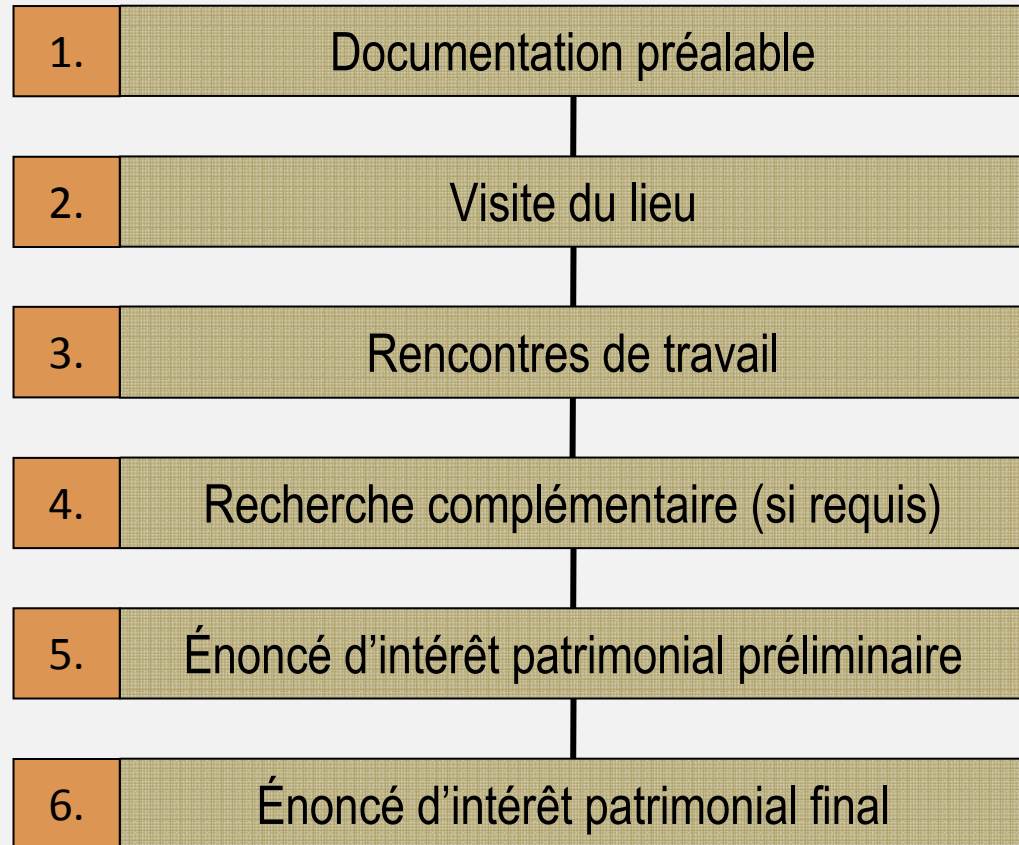 1. Documentation préalable
2. Visite du lieu
3. Rencontres de travail
4. Recherche complémentaire (si requis)
5. Énoncé d’intérêt patrimonial préliminaire
6. Énoncé d’intérêt patrimonial final